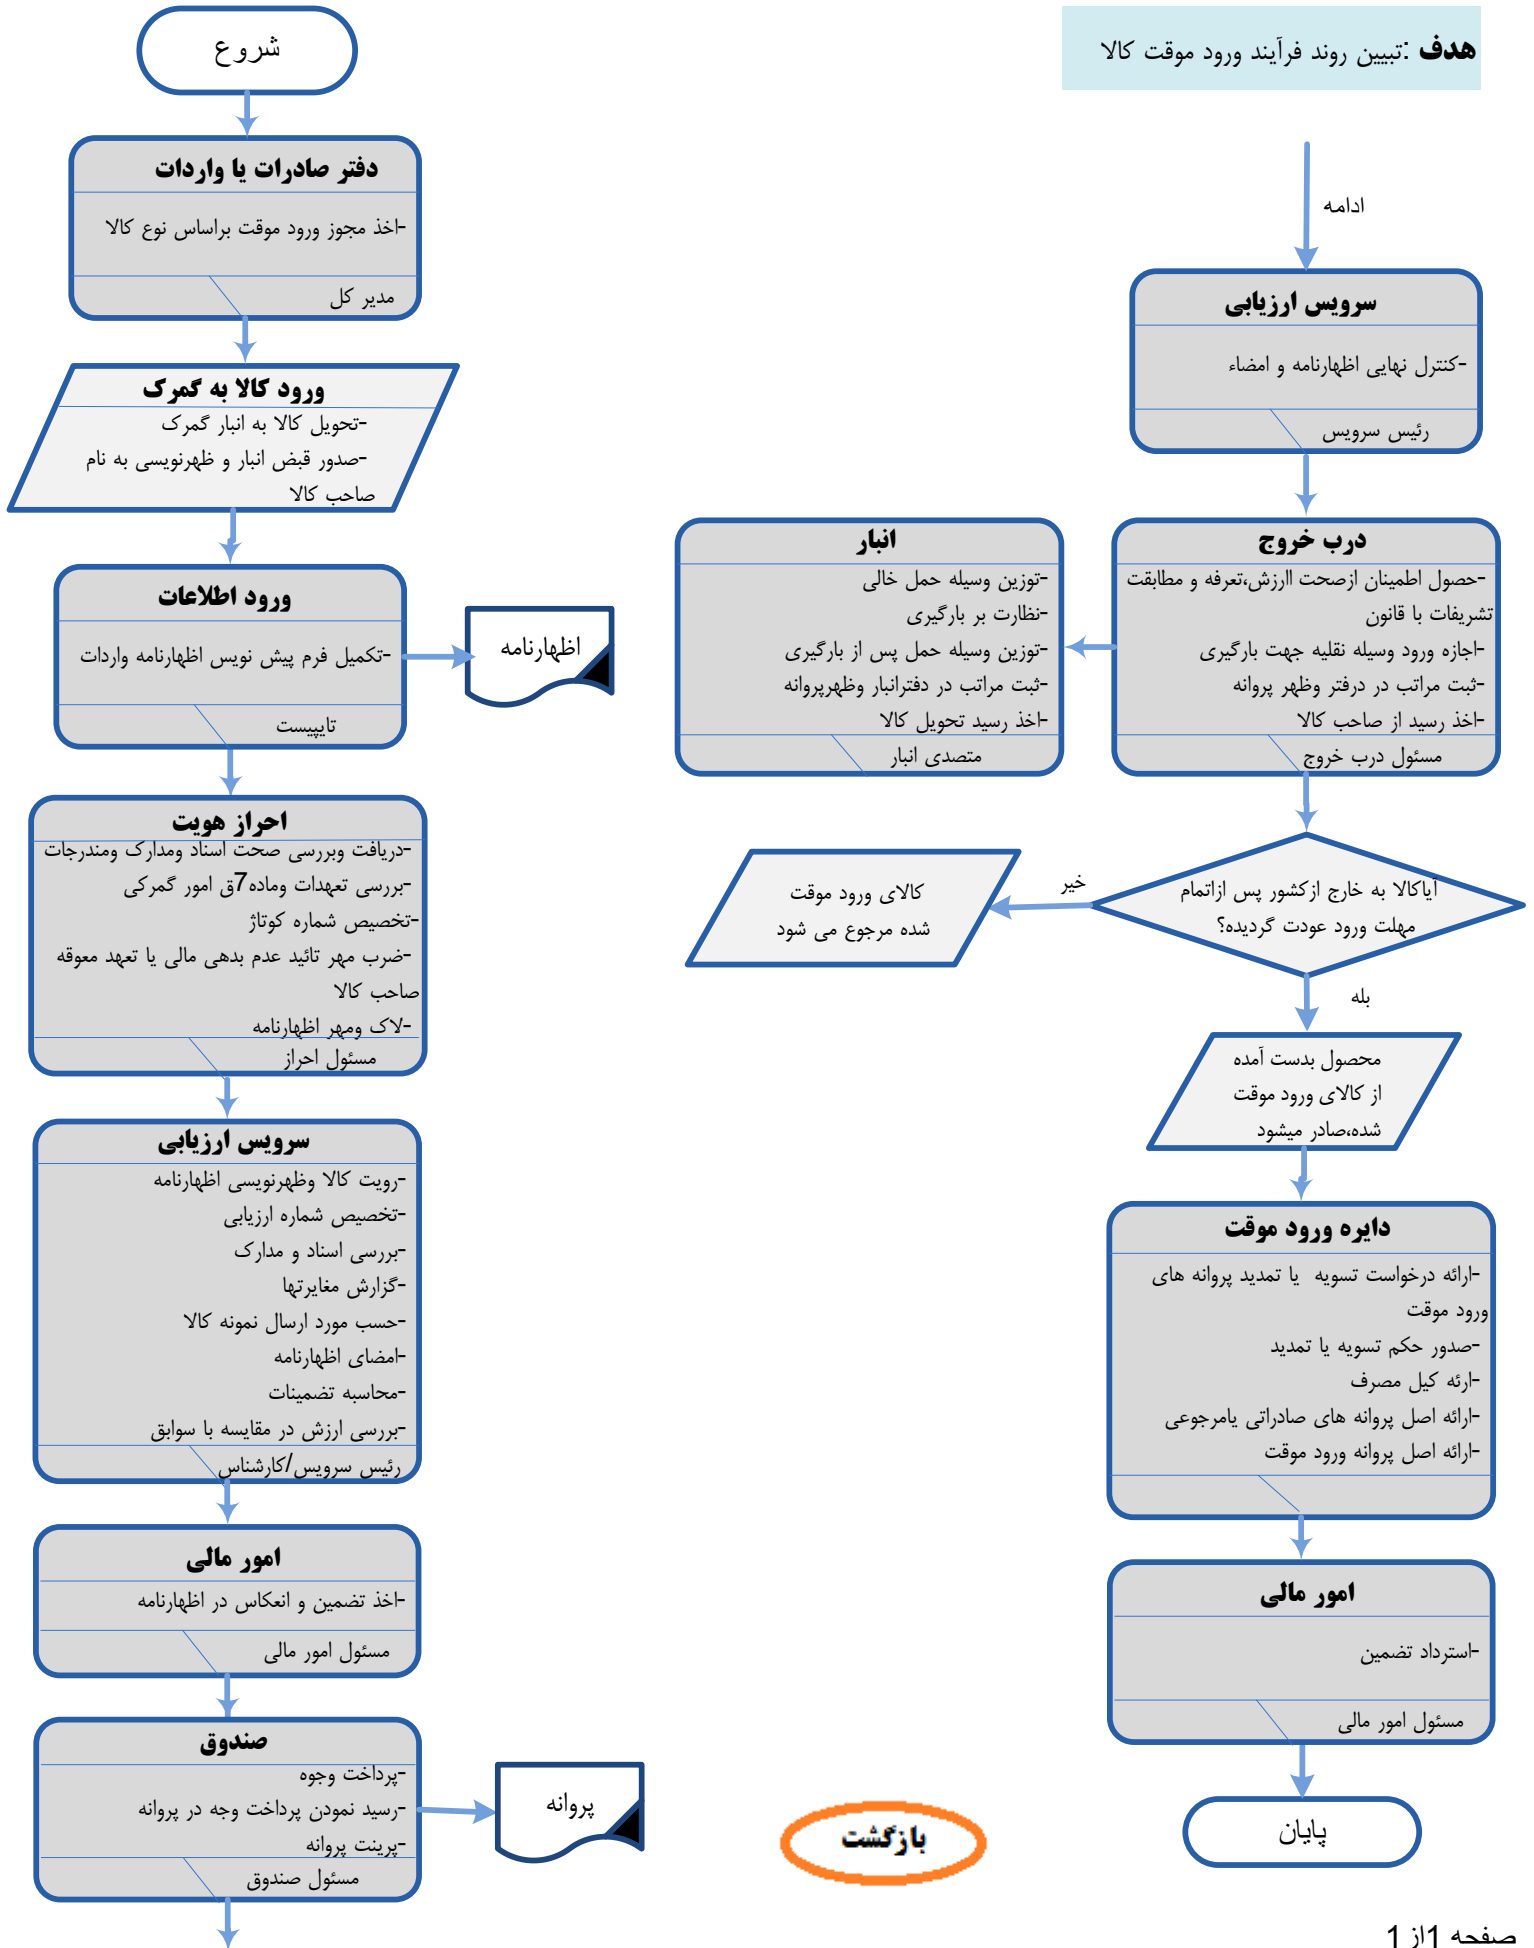 هدف :تبیین روند فرآیند ورود موقت کالا
شروع
دفتر صادرات یا واردات
-اخذ مجوز ورود موقت براساس نوع کالا
مدیر کل
ورود کالا به گمرک
-تحویل کالا به انبار گمرک
-صدور قبض انبار و ظهرنویسی به نام
صاحب کالا
ورود اطلاعات
-تکمیل فرم پیش نویس اظهارنامه واردات
تایپیست
اظهارنامه
احراز هویت
-دریافت وبررسی صحت اسناد ومدارک ومندرجات
-بررسی تعهدات وماده7ق امور گمرکی
-تخصیص شماره کوتاژ
-ضرب مهر تائید عدم بدهی مالی یا تعهد معوقه
صاحب کالا
-لاک ومهر اظهارنامه
مسئول احراز
سرویس ارزیابی
-رویت کالا وظهرنویسی اظهارنامه
-تخصیص شماره ارزیابی
-بررسی اسناد و مدارک
-گزارش مغایرتها
-حسب مورد ارسال نمونه کالا
-امضای اظهارنامه
-محاسبه تضمینات
-بررسی ارزش در مقایسه با سوابق
رئیس سرویس/کارشناس
امور مالی
-اخذ تضمین و انعکاس در اظهارنامه
مسئول امور مالی
صندوق
-پرداخت وجوه
-رسید نمودن پرداخت وجه در پروانه
-پرینت پروانه
مسئول صندوق
پروانه
ادامه
سرویس ارزیابی
-کنترل نهایی اظهارنامه و امضاء
رئیس سرویس
درب خروج
-حصول اطمینان ازصحت اارزش،تعرفه و مطابقت
تشریفات با قانون
-اجازه ورود وسیله نقلیه جهت بارگیری
-ثبت مراتب در درفتر وظهر پروانه
-اخذ رسید از صاحب کالا
مسئول درب خروج
انبار
-توزین وسیله حمل خالی
-نظارت بر بارگیری
-توزین وسیله حمل پس از بارگیری
-ثبت مراتب در دفترانبار وظهرپروانه
-اخذ رسید تحویل کالا
متصدی انبار
آیاکالا به خارج ازکشور پس ازاتمام
مهلت ورود عودت گردیده؟
خیر
کالای ورود موقت
شده مرجوع می شود
بله
محصول بدست آمده
از کالای ورود موقت
شده،صادر میشود
دایره ورود موقت
-ارائه درخواست تسویه یا تمدید پروانه های
ورود موقت
-صدور حکم تسویه یا تمدید
-ارئه کیل مصرف
-ارائه اصل پروانه های صادراتی یامرجوعی
-ارائه اصل پروانه ورود موقت
امور مالی
-استرداد تضمین
مسئول امور مالی
پایان
بازگشت
صفحه 1از 1